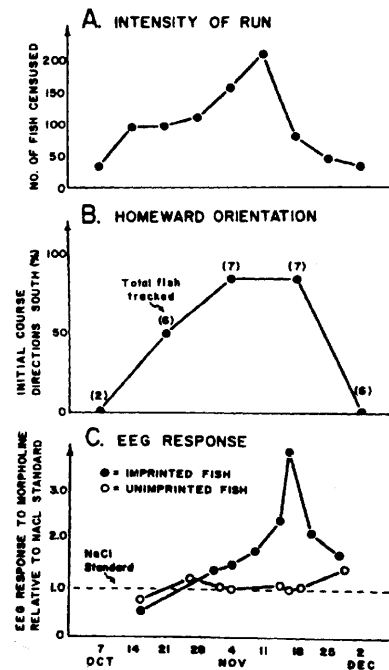 A. INTENSITY OF RUN
NO. OF FISH CENSUSED
200
150
100
50
0
B. HOMEWARD ORIENTATION
INITIAL COURSE
DIRECTIONS SOUTH (%)
100
50
0
Total fish
tracked
(2)
(6)
(7)
(7)
(6)
C. EEG RESPONSE
● = IMPRINTED FISH
○ = UNIMPRINTED FISH
EEG RESPONSE TO MORPHOLINE
RELATIVE TO NACL STANDARD
3.0
2.0
1.0
0
NaCl
Standard
7 14 21 28 4 11 18 25 2
OCT NOV DEC